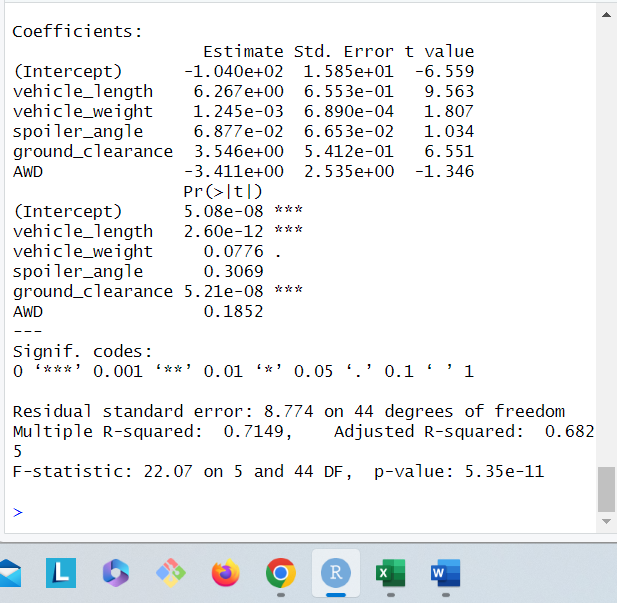 Coefficients:
                     Estimate Std. Error t value
(Intercept)      -1.040e+02  1.585e+01  -6.559
vehicle_length    6.267e+00  6.553e-01   9.563
vehicle_weight    1.245e-03  6.890e-04   1.807
spoiler_angle     6.877e-02  6.653e-02   1.034
ground_clearance  3.546e+00  5.412e-01   6.551
AWD              -3.411e+00  2.535e+00  -1.346
                 Pr(>|t|)
(Intercept)      5.08e-08 ***
vehicle_length   2.60e-12 ***
vehicle_weight     0.0776 .
spoiler_angle      0.3069
ground_clearance 5.21e-08 ***
AWD                0.1852
---
Signif. codes:
0 ‘***’ 0.001 ‘**’ 0.01 ‘*’ 0.05 ‘.’ 0.1 ‘ ’ 1
Residual standard error: 8.774 on 44 degrees of freedom
Multiple R-squared:  0.7149,    Adjusted R-squared:  0.682
5
F-statistic: 22.07 on 5 and 44 DF,  p-value: 5.35e-11
>
L R X W